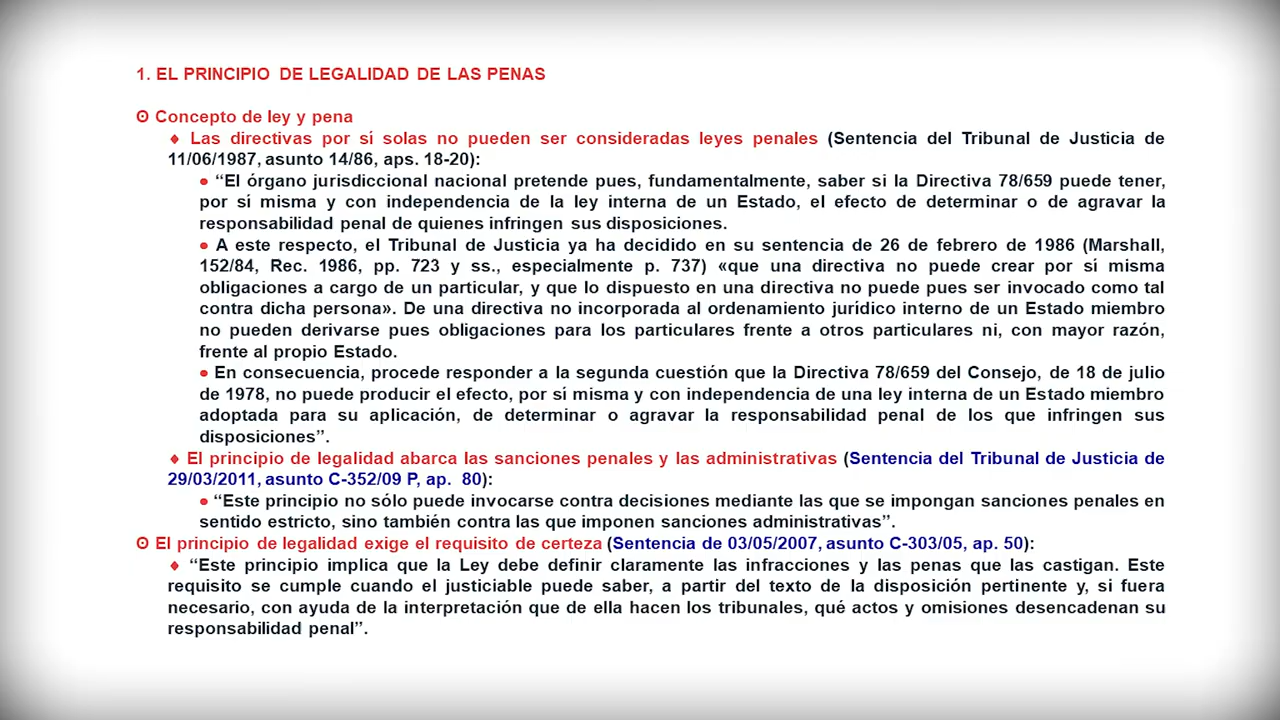 1. EL PRINCIPIO DE LEGALIDAD DE LAS PENAS
ʘ Concepto de ley y pena
♦ Las directivas por sí solas no pueden ser consideradas leyes penales (Sentencia del Tribunal de Justicia de
11/06/1987, asunto 14/86, aps. 18-20):
● “El órgano jurisdiccional nacional pretende pues, fundamentalmente, saber si la Directiva 78/659 puede tener,
por sí misma y con independencia de la ley interna de un Estado, el efecto de determinar o de agravar la
responsabilidad penal de quienes infringen sus disposiciones.
● A este respecto, el Tribunal de Justicia ya ha decidido en su sentencia de 26 de febrero de 1986 (Marshall,
152/84, Rec. 1986, pp. 723 y ss., especialmente p. 737) «que una directiva no puede crear por sí misma
obligaciones a cargo de un particular, y que lo dispuesto en una directiva no puede pues ser invocado como tal
contra dicha persona». De una directiva no incorporada al ordenamiento jurídico interno de un Estado miembro
no pueden derivarse pues obligaciones para los particulares frente a otros particulares ni, con mayor razón,
frente al propio Estado.
● En consecuencia, procede responder a la segunda cuestión que la Directiva 78/659 del Consejo, de 18 de julio
de 1978, no puede producir el efecto, por sí misma y con independencia de una ley interna de un Estado miembro
adoptada para su aplicación, de determinar o agravar la responsabilidad penal de los que infringen sus
disposiciones”.
♦ El principio de legalidad abarca las sanciones penales y las administrativas (Sentencia del Tribunal de Justicia de
29/03/2011, asunto C-352/09 P, ap. 80):
● “Este principio no sólo puede invocarse contra decisiones mediante las que se impongan sanciones penales en
sentido estricto, sino también contra las que imponen sanciones administrativas”.
ʘ El principio de legalidad exige el requisito de certeza (Sentencia de 03/05/2007, asunto C-303/05, ap. 50):
♦ “Este principio implica que la Ley debe definir claramente las infracciones y las penas que las castigan. Este
requisito se cumple cuando el justiciable puede saber, a partir del texto de la disposición pertinente y, si fuera
necesario, con ayuda de la interpretación que de ella hacen los tribunales, qué actos y omisiones desencadenan su
responsabilidad penal”.